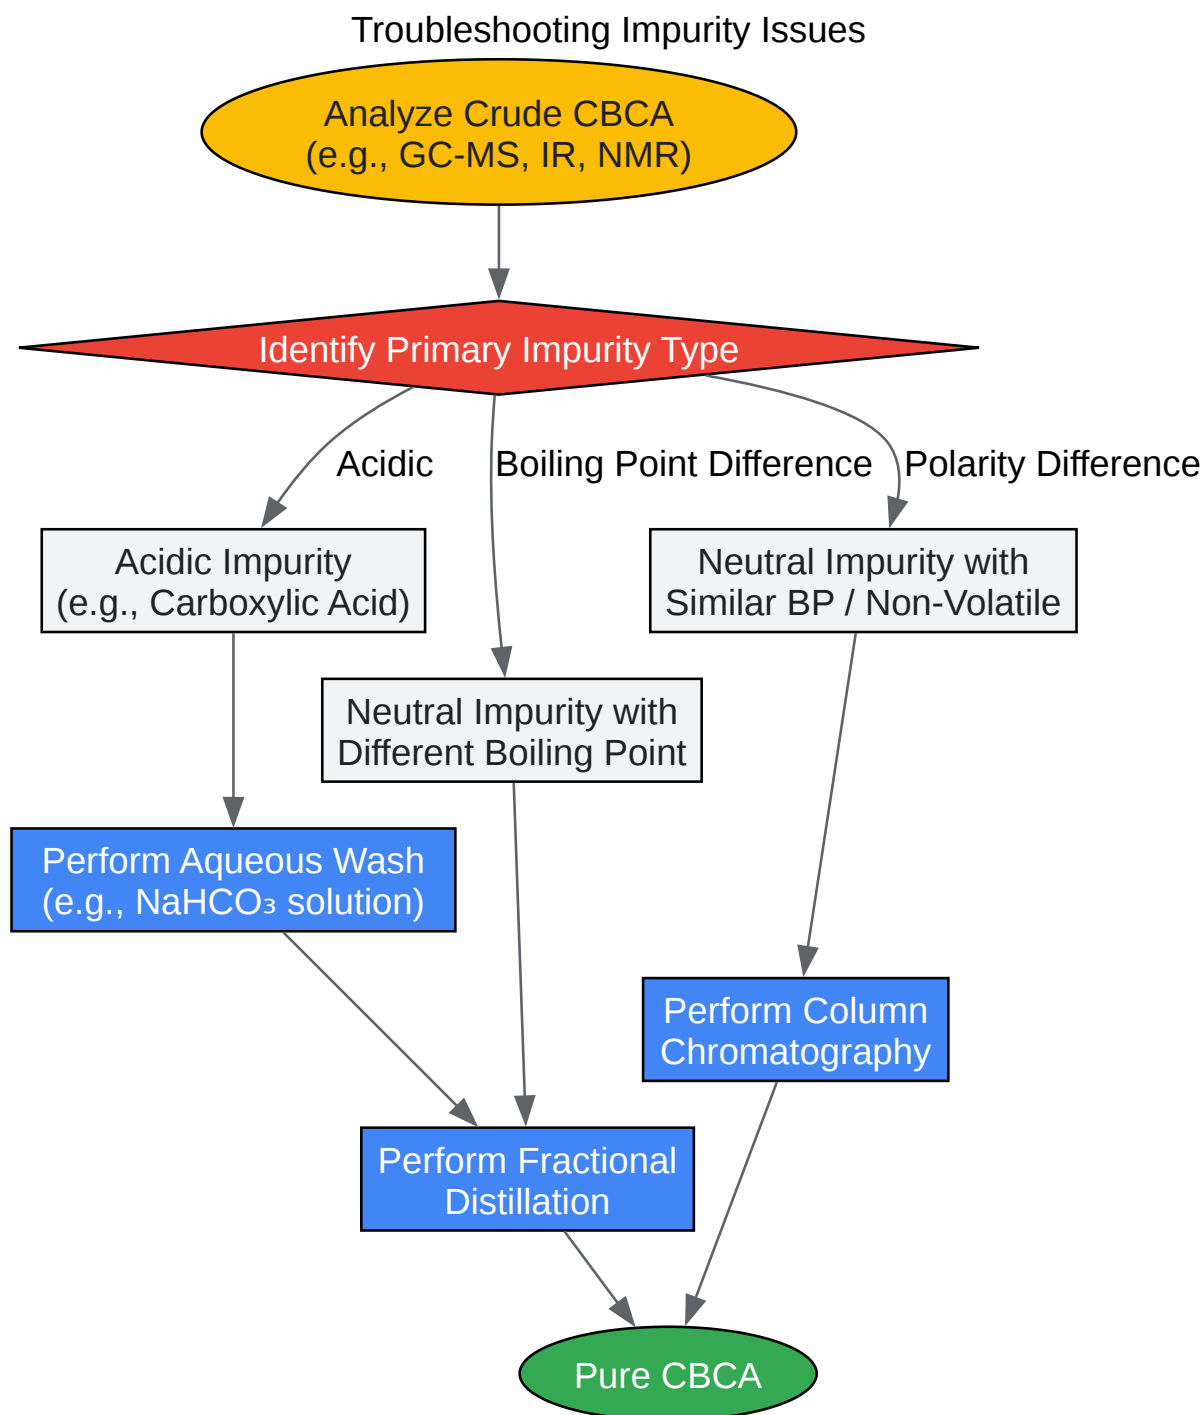 Troubleshooting Impurity Issues
Analyze Crude CBCA
(e.g., GC-MS, IR, NMR)
Identify Primary Impurity Type
Acidic
Boiling Point Difference
Polarity Difference
Acidic Impurity
(e.g., Carboxylic Acid)
Neutral Impurity with
Similar BP / Non-Volatile
Neutral Impurity with
Different Boiling Point
Perform Aqueous Wash
(e.g., NaHCO₃ solution)
Perform Column
Chromatography
Perform Fractional
Distillation
Pure CBCA